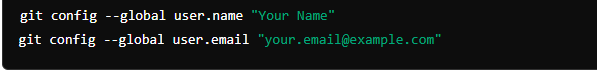 git config --global user.name "Your Name"
git config --global user.email "your.email@example.com"